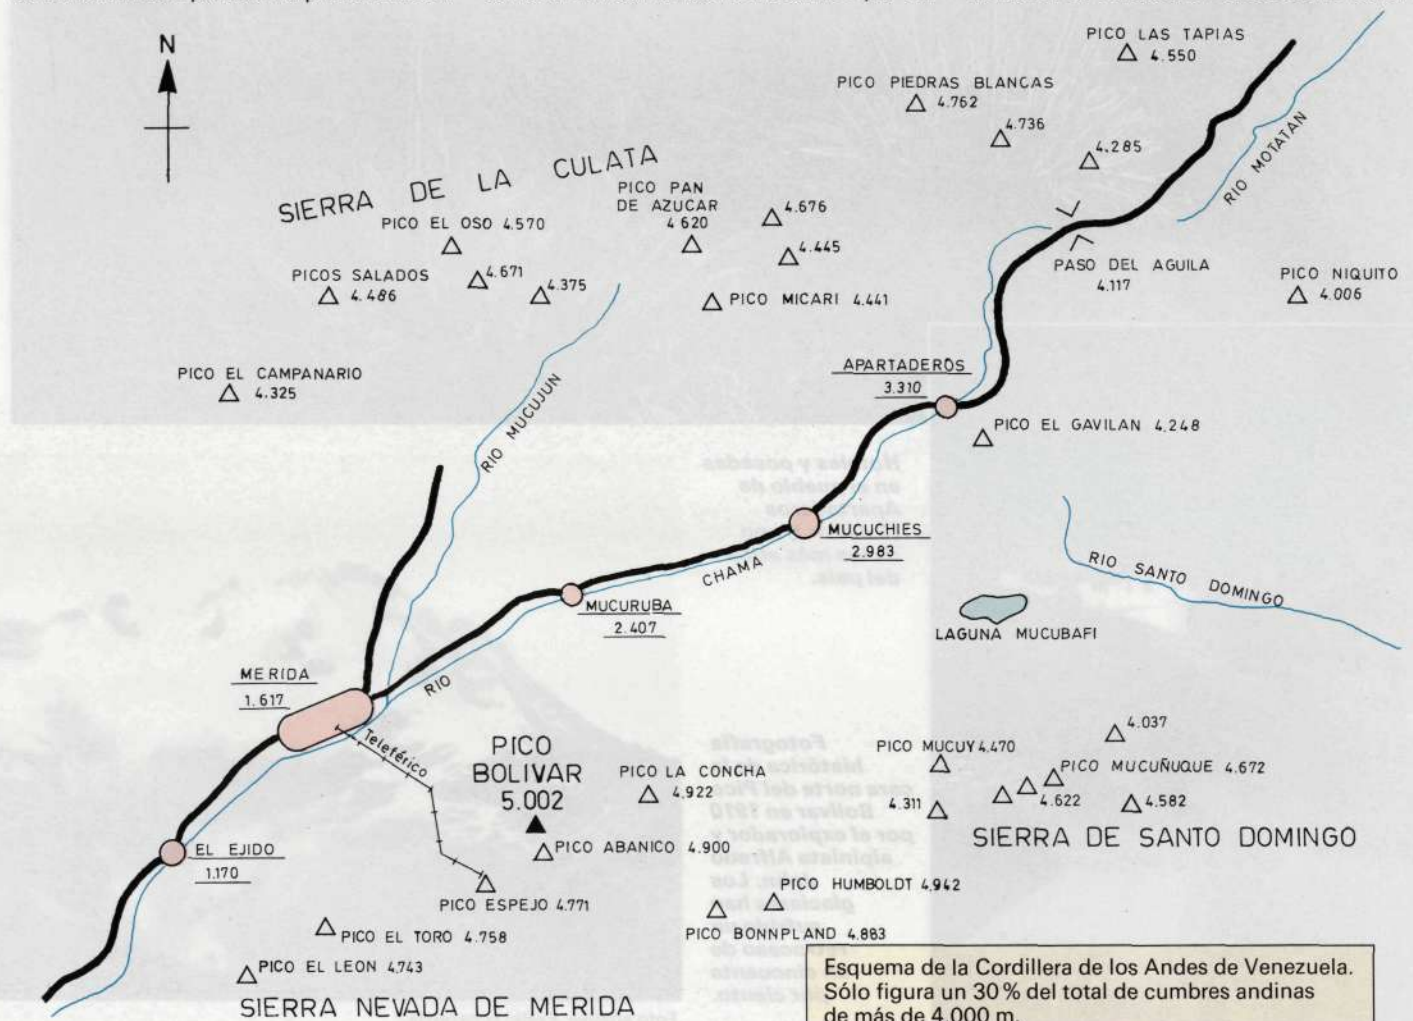 N
PICO LAS TAPIAS
4.550
PICO PIEDRAS BLANCAS
4.762
4.736
4.285
RIO MOTATAN
SIERRA DE LA CULATA
PICO PAN
DE AZUCAR
4 620
4.676
4.445
PICO EL OSO 4.570
PICOS SALADOS
4.486
4.671
4.375
PICO MICARI 4.441
PASO DEL AGUILA
4.117
PICO NIQUITO
4.006
PICO EL CAMPANARIO
4.325
RIO MUCUJUN
APARTADEROS
3.310
PICO EL GAVILAN 4.248
MUCUCHIES
2.983
CHAMA
RIO SANTO DOMINGO
MUCURUBA
2.407
LAGUNA MUCUBAFI
MERIDA
1.617
RIO
Teleférico
PICO
BOLIVAR
5.002
PICO LA CONCHA
4.922
PICO MUCUY 4.470
4.037
PICO MUCUÑUQUE 4.672
4.311
4.622
4.582
SIERRA DE SANTO DOMINGO
EL EJIDO
1.170
PICO ABANICO 4.900
PICO ESPEJO 4.771
PICO HUMBOLDT 4.942
PICO BONNPLAND 4.883
PICO EL TORO 4.758
PICO EL LEON 4.743
SIERRA NEVADA DE MERIDA
Esquema de la Cordillera de los Andes de Venezuela.
Sólo figura un 30% del total de cumbres andinas
de más de 4.000 m.